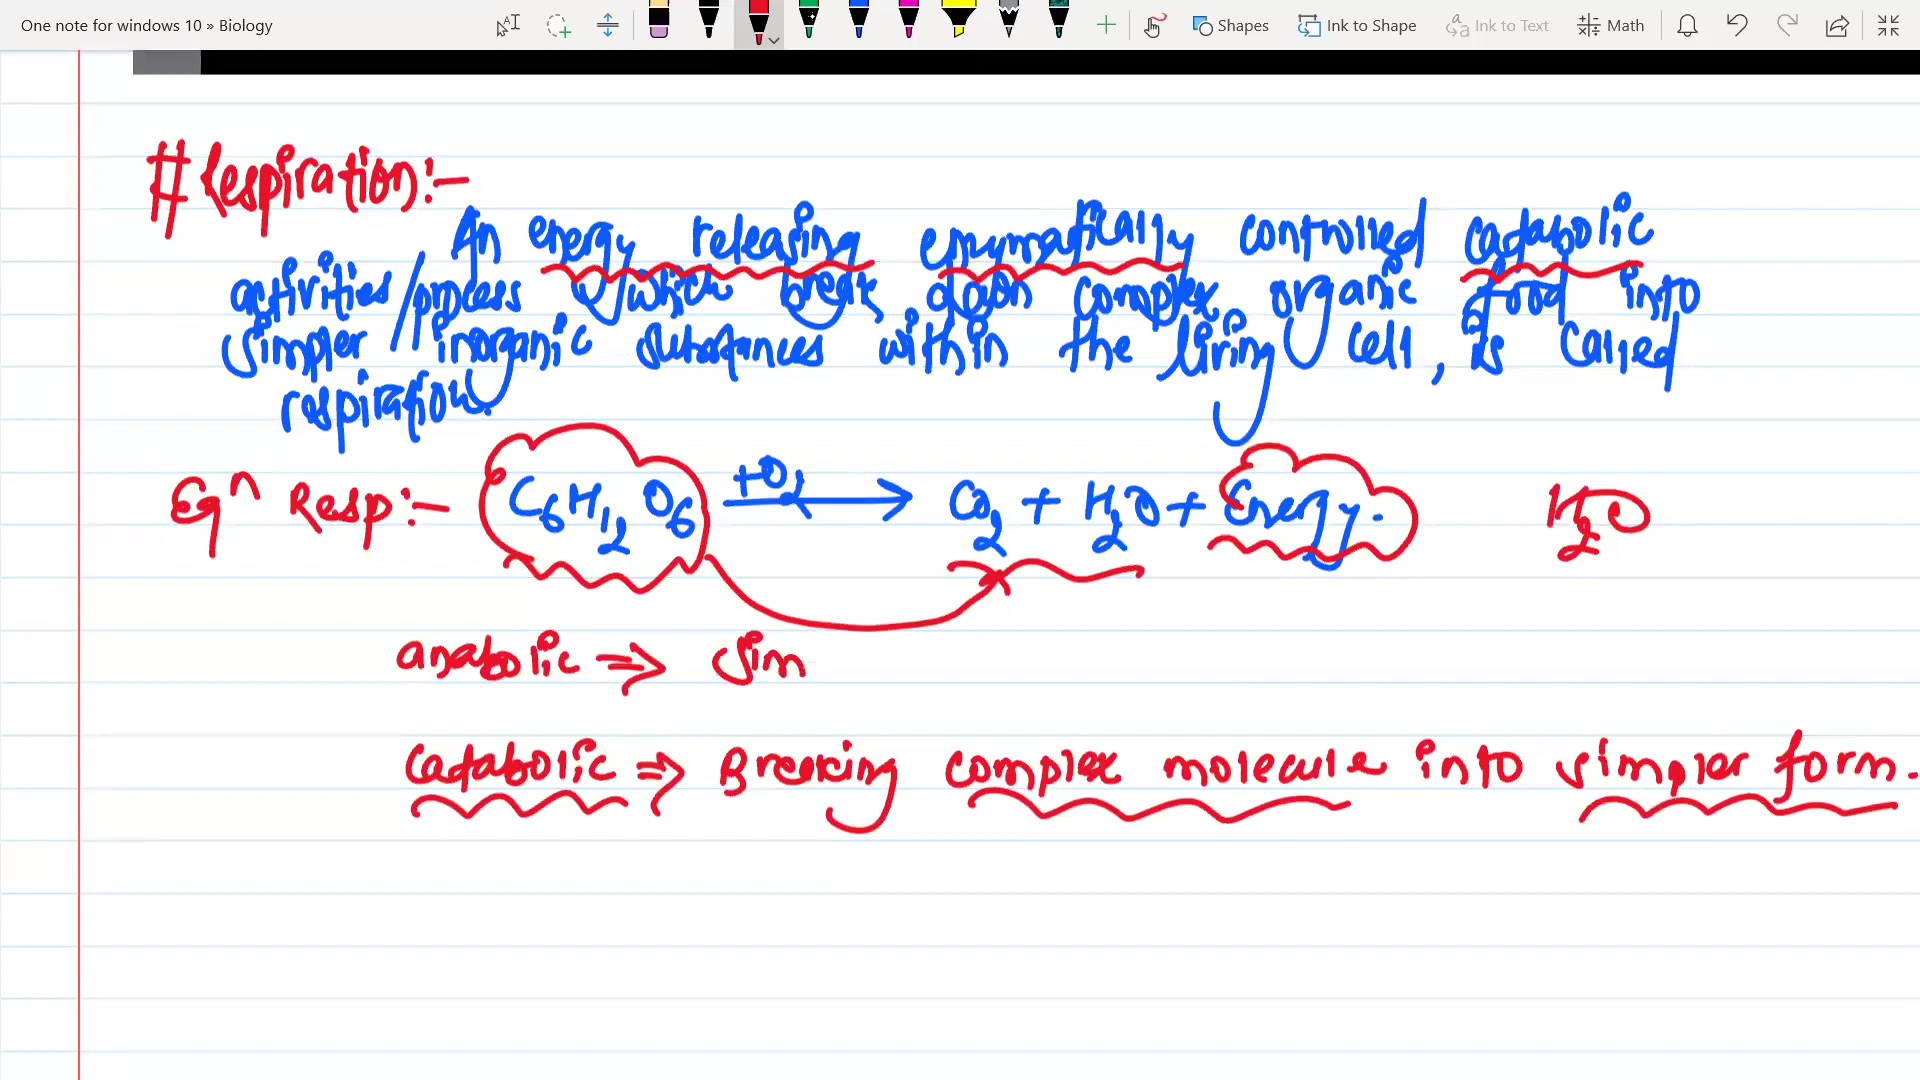 One note for windows 10 » Biology
Shapes
Ink to Shape
Ink to Text
Math
# Respiration:-
An energy releasing enzymatically controlled catabolic
activities/process which break down complex organic food into
simpler / inorganic substances within the living cell, is called
respiration.
Eqn Resp:- C6H12O6 +O2 → CO2 + H2O + Energy. H2O
anabolic ⇒ Sim
Catabolic ⇒ Breaking complex molecule into simpler form.